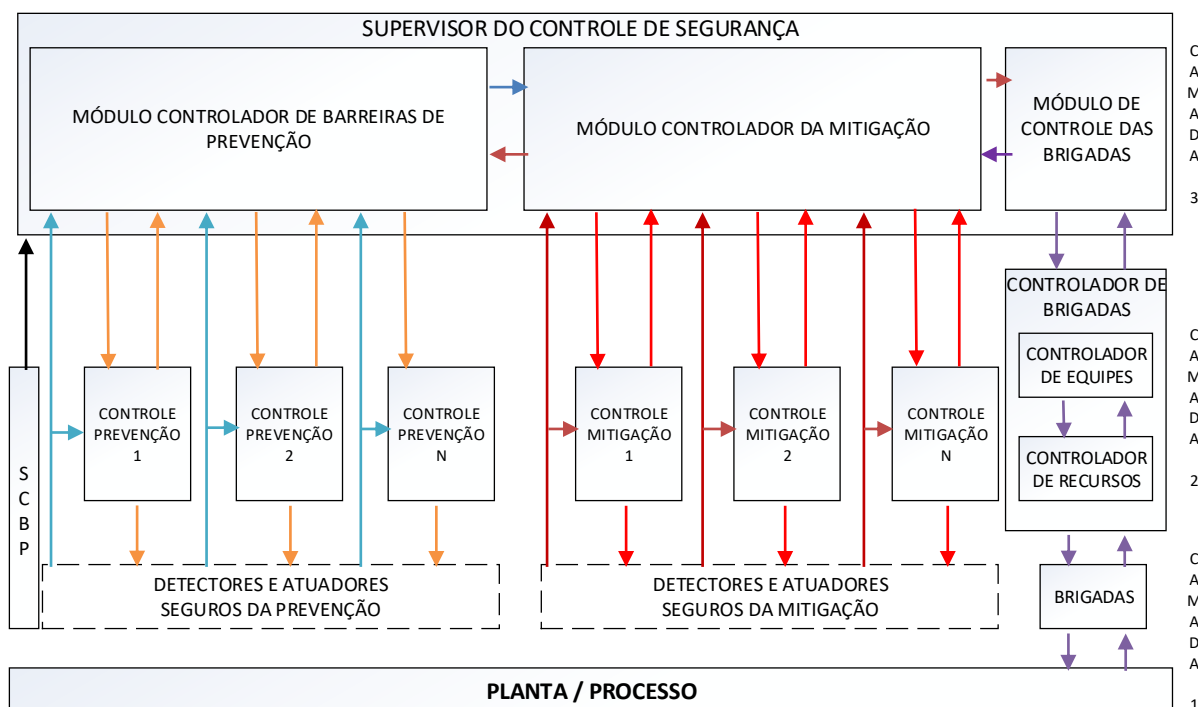 SUPERVISOR DO CONTROLE DE SEGURANÇA
MÓDULO CONTROLADOR DE BARREIRAS DE
PREVENÇÃO
MÓDULO CONTROLADOR DA MITIGAÇÃO
MÓDULO DE
CONTROLE DAS
BRIGADAS
C
A
M
A
D
A
3
CONTROLADOR DE
BRIGADAS
CONTROLADOR
DE EQUIPES
CONTROLADOR
DE RECURSOS
C
A
M
A
D
A
2
S
C
B
P
CONTROLE
PREVENÇÃO
1
CONTROLE
PREVENÇÃO
2
CONTROLE
PREVENÇÃO
N
CONTROLE
MITIGAÇÃO
1
CONTROLE
MITIGAÇÃO
2
CONTROLE
MITIGAÇÃO
N
DETECTORES E ATUADORES
SEGUROS DA PREVENÇÃO
DETECTORES E ATUADORES
SEGUROS DA MITIGAÇÃO
BRIGADAS
C
A
M
A
D
A
1
PLANTA / PROCESSO